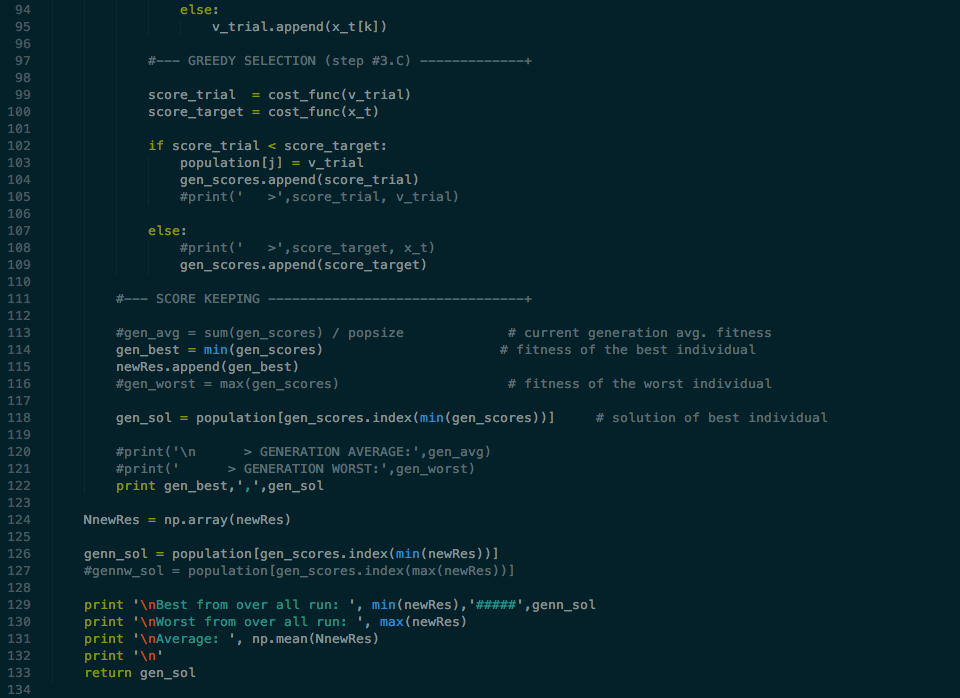 94 else:
95 v_trial.append(x_t[k])
96
97 #--- GREEDY SELECTION (step #3.C) -------------+
98
99 score_trial  = cost_func(v_trial)
100 score_target = cost_func(x_t)
101
102 if score_trial < score_target:
103 population[j] = v_trial
104 gen_scores.append(score_trial)
105 #print('   >',score_trial, v_trial)
106
107 else:
108 #print('   >',score_target, x_t)
109 gen_scores.append(score_target)
110
111 #--- SCORE KEEPING --------------------------------+
112
113 #gen_avg = sum(gen_scores) / popsize             # current generation avg. fitness
114 gen_best = min(gen_scores)                      # fitness of the best individual
115 newRes.append(gen_best)
116 #gen_worst = max(gen_scores)                     # fitness of the worst individual
117
118 gen_sol = population[gen_scores.index(min(gen_scores))]     # solution of best individual
119
120 #print('\n      > GENERATION AVERAGE:',gen_avg)
121 #print('      > GENERATION WORST:',gen_worst)
122 print gen_best,',',gen_sol
123
124 NnewRes = np.array(newRes)
125
126 genn_sol = population[gen_scores.index(min(newRes))]
127 #gennw_sol = population[gen_scores.index(max(newRes))]
128
129 print '\nBest from over all run: ', min(newRes),'#####',genn_sol
130 print '\nWorst from over all run: ', max(newRes)
131 print '\nAverage: ', np.mean(NnewRes)
132 print '\n'
133 return gen_sol
134